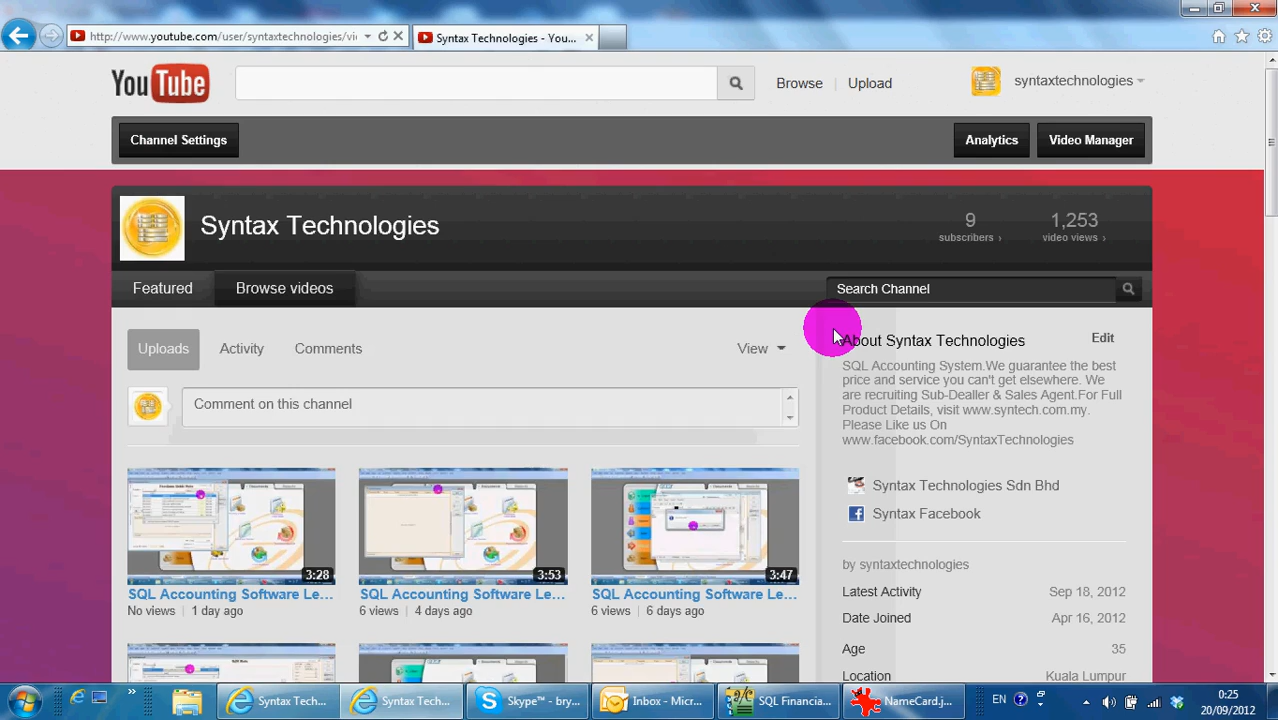 http://www.youtube.com/user/syntaxtechnologies/vi
Syntax Technologies - You...
YouTube
Browse
Upload
syntaxtechnologies
Channel Settings
Analytics
Video Manager
Syntax Technologies
9
subscribers ›
1,253
video views ›
Featured
Browse videos
Search Channel
Uploads
Activity
Comments
View
Comment on this channel
About Syntax Technologies
Edit
SQL Accounting System.We guarantee the best
price and service you can't get elsewhere. We
are recruiting Sub-Dealler & Sales Agent.For Full
Product Details, visit www.syntech.com.my.
Please Like us On
www.facebook.com/SyntaxTechnologies
Syntax Technologies Sdn Bhd
Syntax Facebook
by syntaxtechnologies
Latest Activity
Sep 18, 2012
Date Joined
Apr 16, 2012
Age
35
Location
Kuala Lumpur
3:28
SQL Accounting Software Le...
No views
1 day ago
3:53
SQL Accounting Software Le...
6 views
4 days ago
3:47
SQL Accounting Software Le...
6 views
6 days ago
Syntax Tech...
Syntax Tech...
Skype™ - bry...
Inbox - Micr...
SQL Financia...
NameCard.j...
EN
0:25
20/09/2012